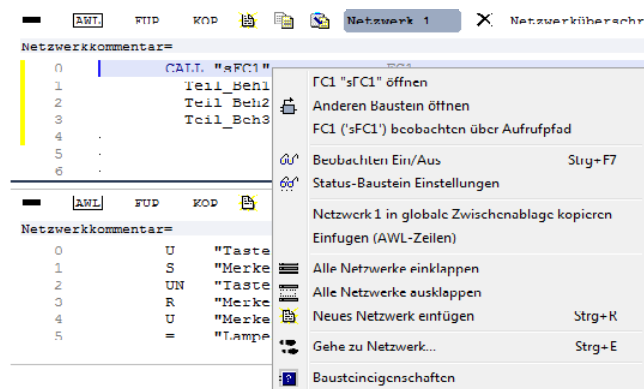 AWL FUP KOP Netzwerk 1 Netzwerküberschr
Netzwerkkommentar=
0 CALL "sFC1" FC1
1 Teil_Beh1
2 Teil_Beh2
3 Teil_Beh3
4 .
5 .
6 .
AWL FUP KOP
Netzwerkkommentar=
0 U "Taste
1 S "Merke
2 UN "Taste
3 R "Merke
4 U "Merke
5 = "Lampe
FC1 "sFC1" öffnen
Anderen Baustein öffnen
FC1 ('sFC1') beobachten über Aufrufpfad
Beobachten Ein/Aus Strg+F7
Status-Baustein Einstellungen
Netzwerk 1 in globale Zwischenablage kopieren
Einfügen (AWL-Zeilen)
Alle Netzwerke einklappen
Alle Netzwerke ausklappen
Neues Netzwerk einfügen Strg+R
Gehe zu Netzwerk... Strg+E
Bausteineigenschaften